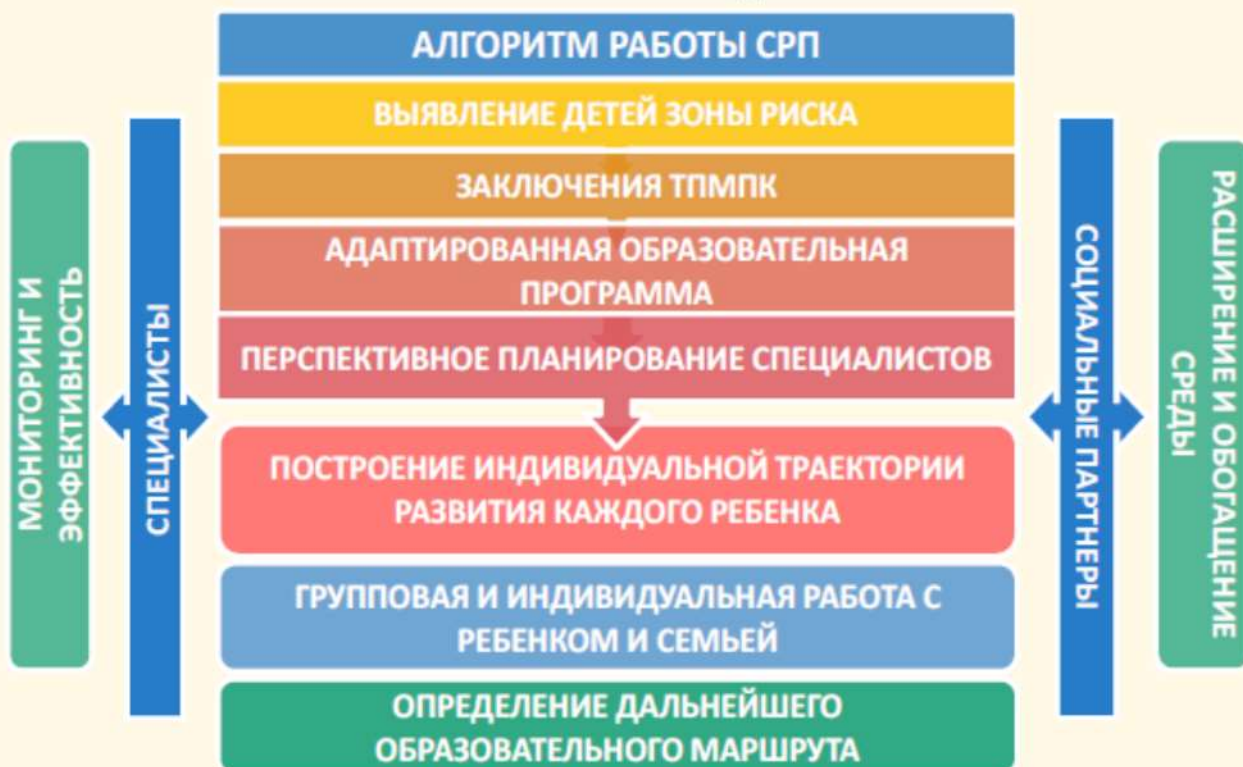 АЛГОРИТМ РАБОТЫ СРП
ВЫЯВЛЕНИЕ ДЕТЕЙ ЗОНЫ РИСКА
ЗАКЛЮЧЕНИЯ ТПМПК
АДАПТИРОВАННАЯ ОБРАЗОВАТЕЛЬНАЯ
ПРОГРАММА
ПЕРСПЕКТИВНОЕ ПЛАНИРОВАНИЕ СПЕЦИАЛИСТОВ
ПОСТРОЕНИЕ ИНДИВИДУАЛЬНОЙ ТРАЕКТОРИИ
РАЗВИТИЯ КАЖДОГО РЕБЕНКА
ГРУППОВАЯ И ИНДИВИДУАЛЬНАЯ РАБОТА С
РЕБЕНКОМ И СЕМЬЕЙ
ОПРЕДЕЛЕНИЕ ДАЛЬНЕЙШЕГО
ОБРАЗОВАТЕЛЬНОГО МАРШРУТА
МОНИТОРИНГ И
ЭФФЕКТИВНОСТЬ
СПЕЦИАЛИСТЫ
СОЦИАЛЬНЫЕ ПАРТНЕРЫ
РАСШИРЕНИЕ И ОБОГАЩЕНИЕ
СРЕДЫ